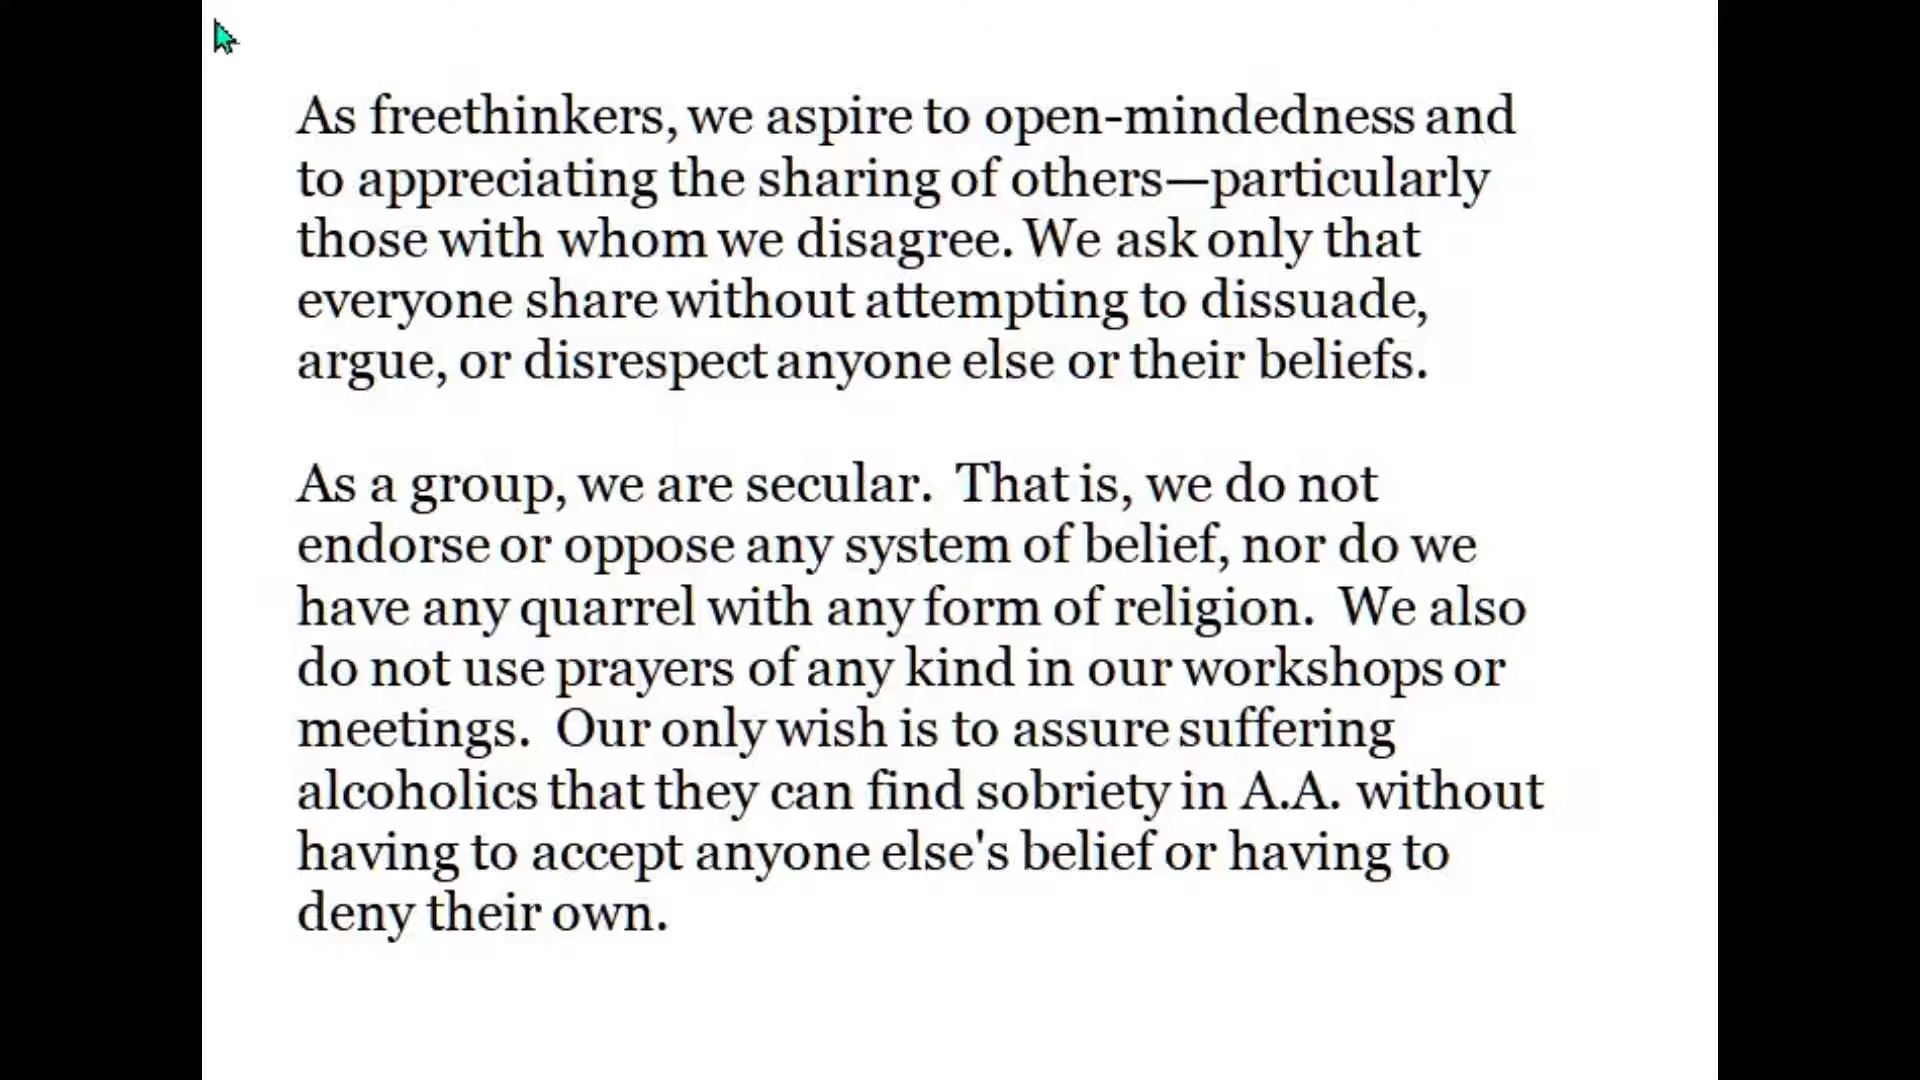 As freethinkers, we aspire to open-mindedness and
to appreciating the sharing of others—particularly
those with whom we disagree. We ask only that
everyone share without attempting to dissuade,
argue, or disrespect anyone else or their beliefs.
As a group, we are secular.  That is, we do not
endorse or oppose any system of belief, nor do we
have any quarrel with any form of religion.  We also
do not use prayers of any kind in our workshops or
meetings.  Our only wish is to assure suffering
alcoholics that they can find sobriety in A.A. without
having to accept anyone else's belief or having to
deny their own.